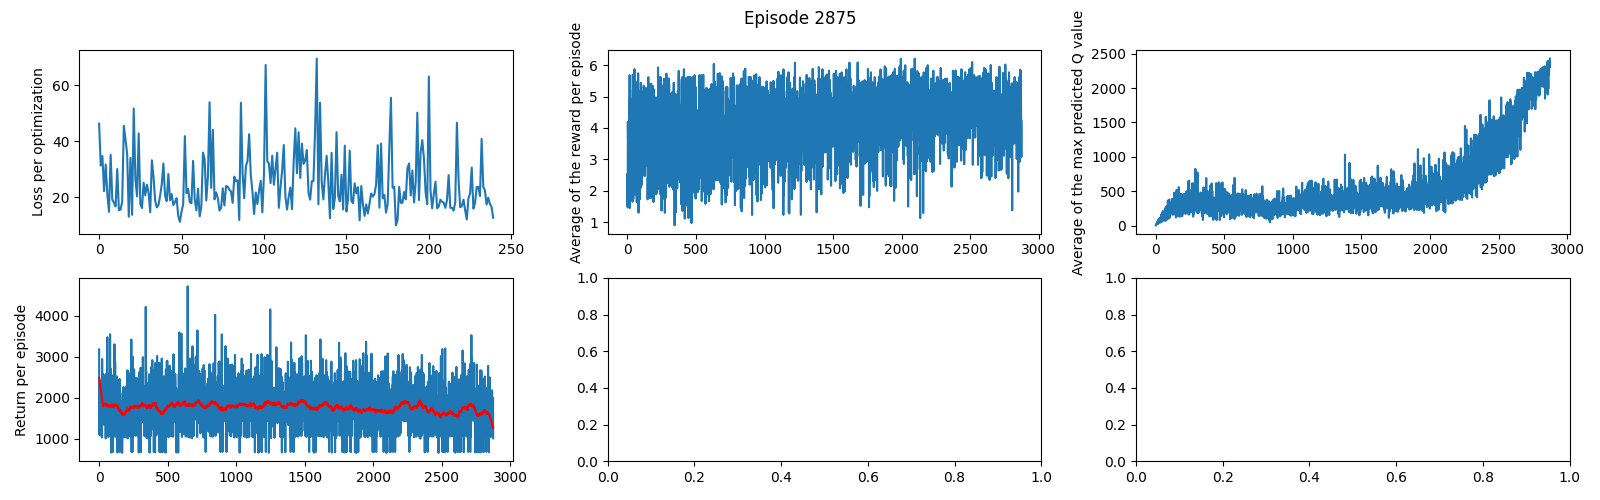 Episode 2875
Loss per optimization
60
40
20
0 50 100 150 200 250
Average of the reward per episode
6
5
4
3
2
1
0 500 1000 1500 2000 2500 3000
Average of the max predicted Q value
2500
2000
1500
1000
500
0
0 500 1000 1500 2000 2500 3000
Return per episode
4000
3000
2000
1000
0 500 1000 1500 2000 2500 3000
1.0
0.8
0.6
0.4
0.2
0.0
0.0 0.2 0.4 0.6 0.8 1.0
1.0
0.8
0.6
0.4
0.2
0.0
0.0 0.2 0.4 0.6 0.8 1.0